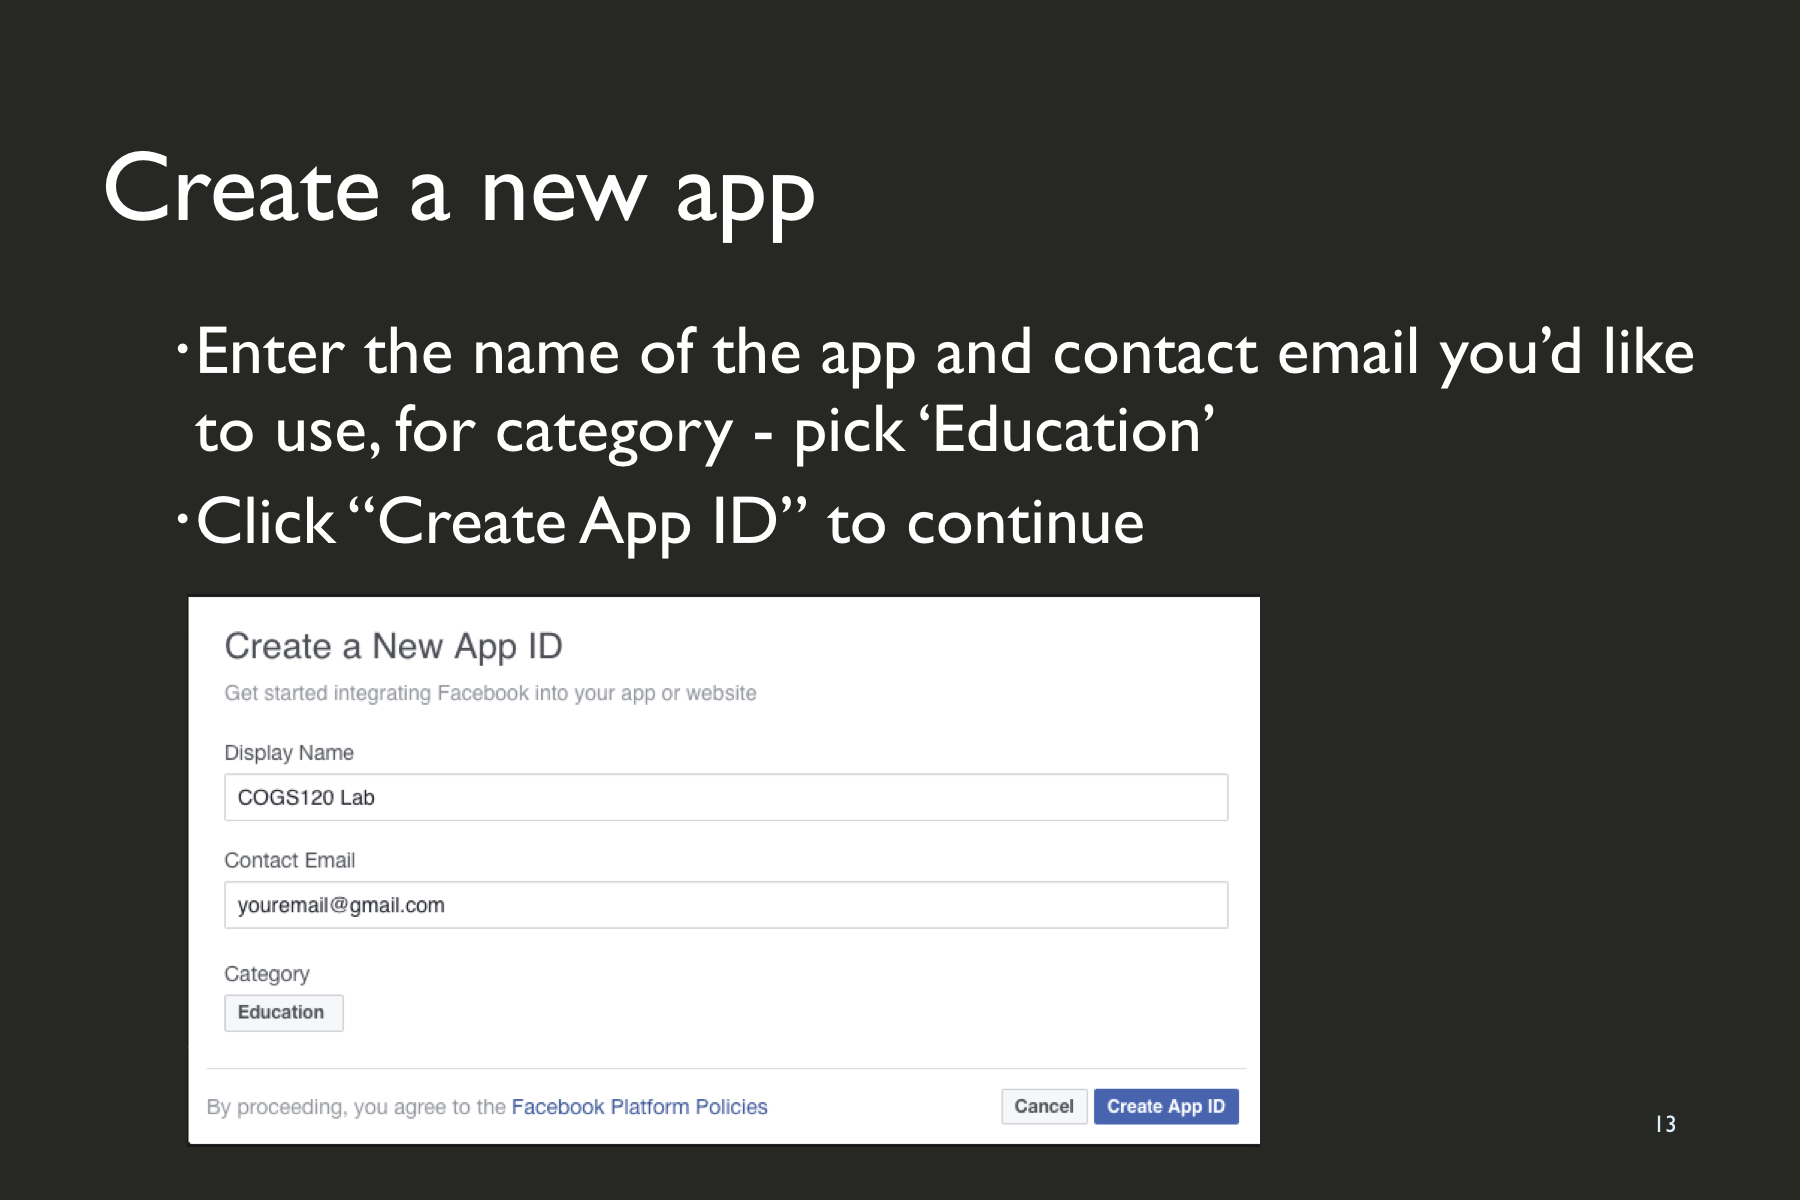 Create a new app
•Enter the name of the app and contact email you’d like
to use, for category - pick ‘Education’
•Click “Create App ID” to continue
Create a New App ID
Get started integrating Facebook into your app or website
Display Name
COGS120 Lab
Contact Email
youremail@gmail.com
Category
Education
By proceeding, you agree to the Facebook Platform Policies
Cancel
Create App ID
13